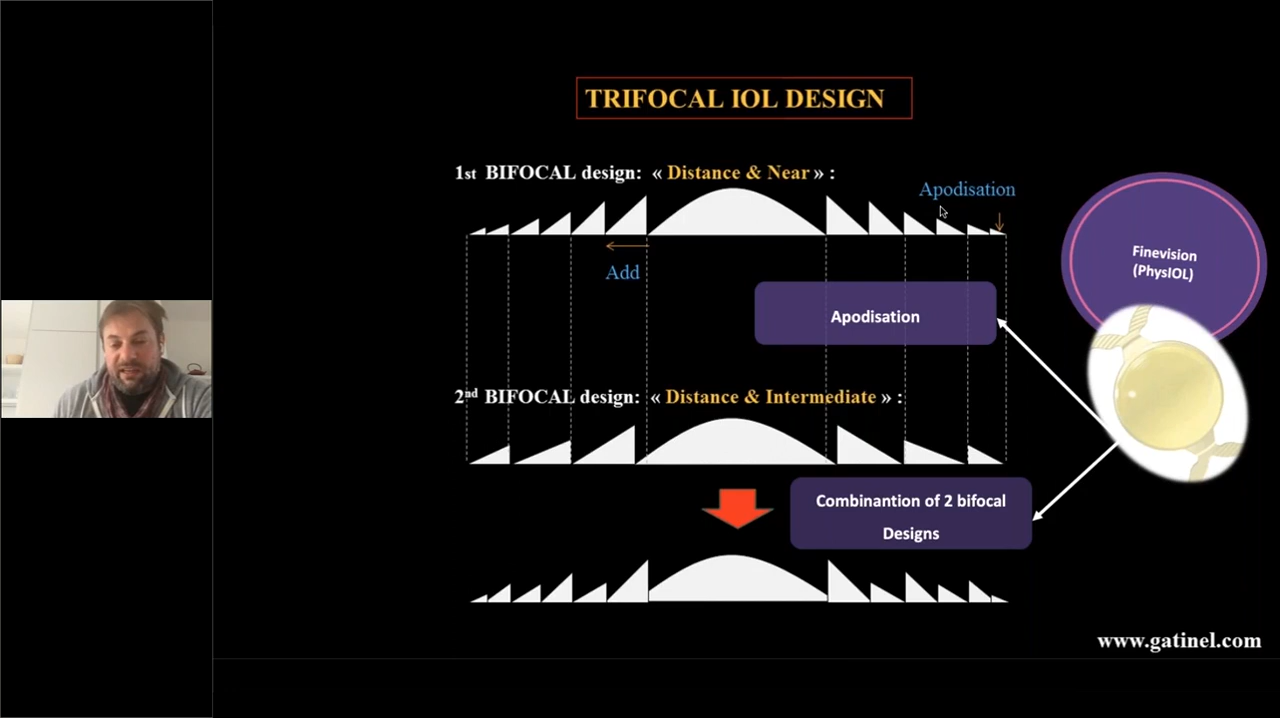 TRIFOCAL IOL DESIGN
1st BIFOCAL design: « Distance & Near » :
Apodisation
Add
Finevision
(PhysIOL)
Apodisation
2nd BIFOCAL design: « Distance & Intermediate » :
Combinantion of 2 bifocal
Designs
www.gatinel.com